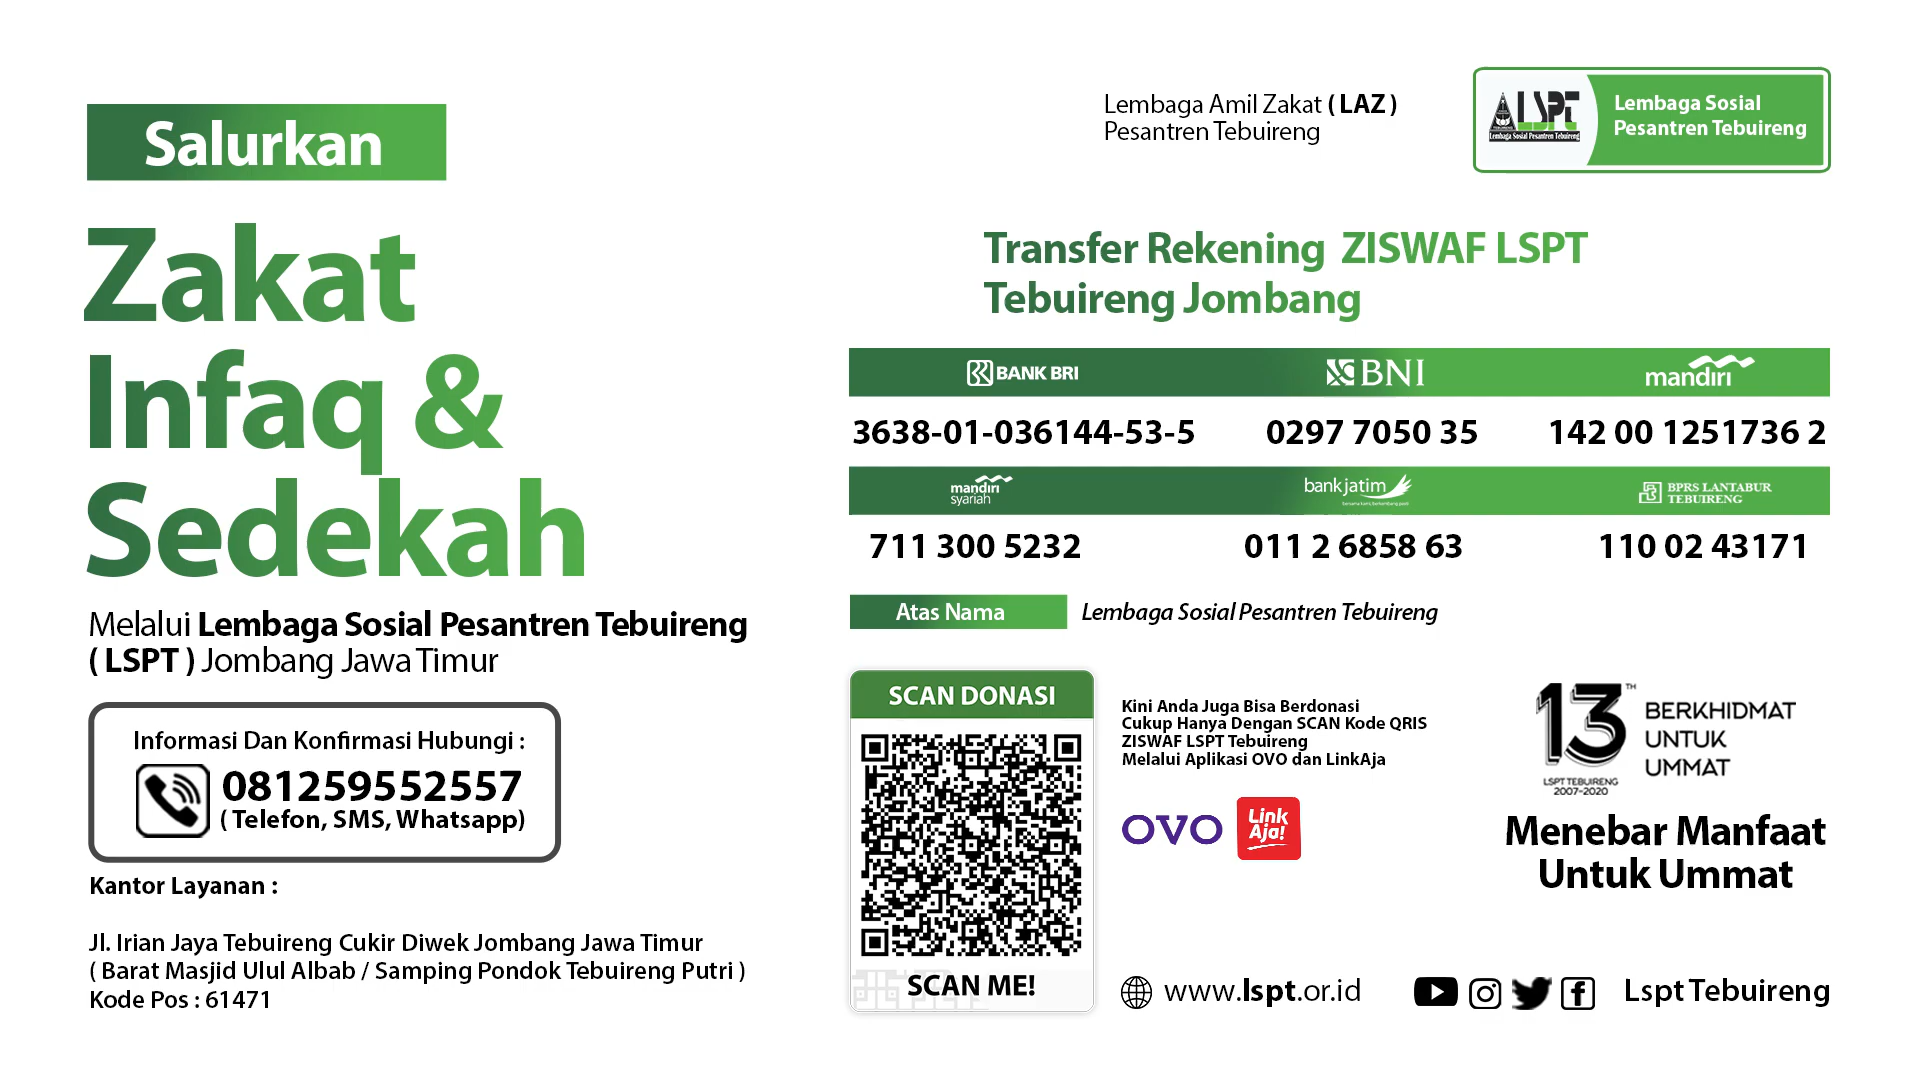 Salurkan
Zakat
Infaq &
Sedekah
Melalui Lembaga Sosial Pesantren Tebuireng
( LSPT ) Jombang Jawa Timur
Informasi Dan Konfirmasi Hubungi :
081259552557
( Telefon, SMS, Whatsapp)
Kantor Layanan :
Jl. Irian Jaya Tebuireng Cukir Diwek Jombang Jawa Timur
( Barat Masjid Ulul Albab / Samping Pondok Tebuireng Putri )
Kode Pos : 61471
Lembaga Amil Zakat ( LAZ )
Pesantren Tebuireng
LSPT
Lembaga Sosial Pesantren Tebuireng
Lembaga Sosial
Pesantren Tebuireng
Transfer Rekening ZISWAF LSPT
Tebuireng Jombang
BANK BRI BNI mandiri
3638-01-036144-53-5 0297 7050 35 142 00 1251736 2
mandiri
syariah
bankjatim
BPRS LANTABUR
TEBUIRENG
711 300 5232 011 2 6858 63 110 02 43171
Atas Nama Lembaga Sosial Pesantren Tebuireng
SCAN DONASI
SCAN ME!
Kini Anda Juga Bisa Berdonasi
Cukup Hanya Dengan SCAN Kode QRIS
ZISWAF LSPT Tebuireng
Melalui Aplikasi OVO dan LinkAja
OVO
Link
Aja!
13TH
LSPT TEBUIRENG
2007-2020
BERKHIDMAT
UNTUK
UMMAT
Menebar Manfaat
Untuk Ummat
www.lspt.or.id
Lspt Tebuireng